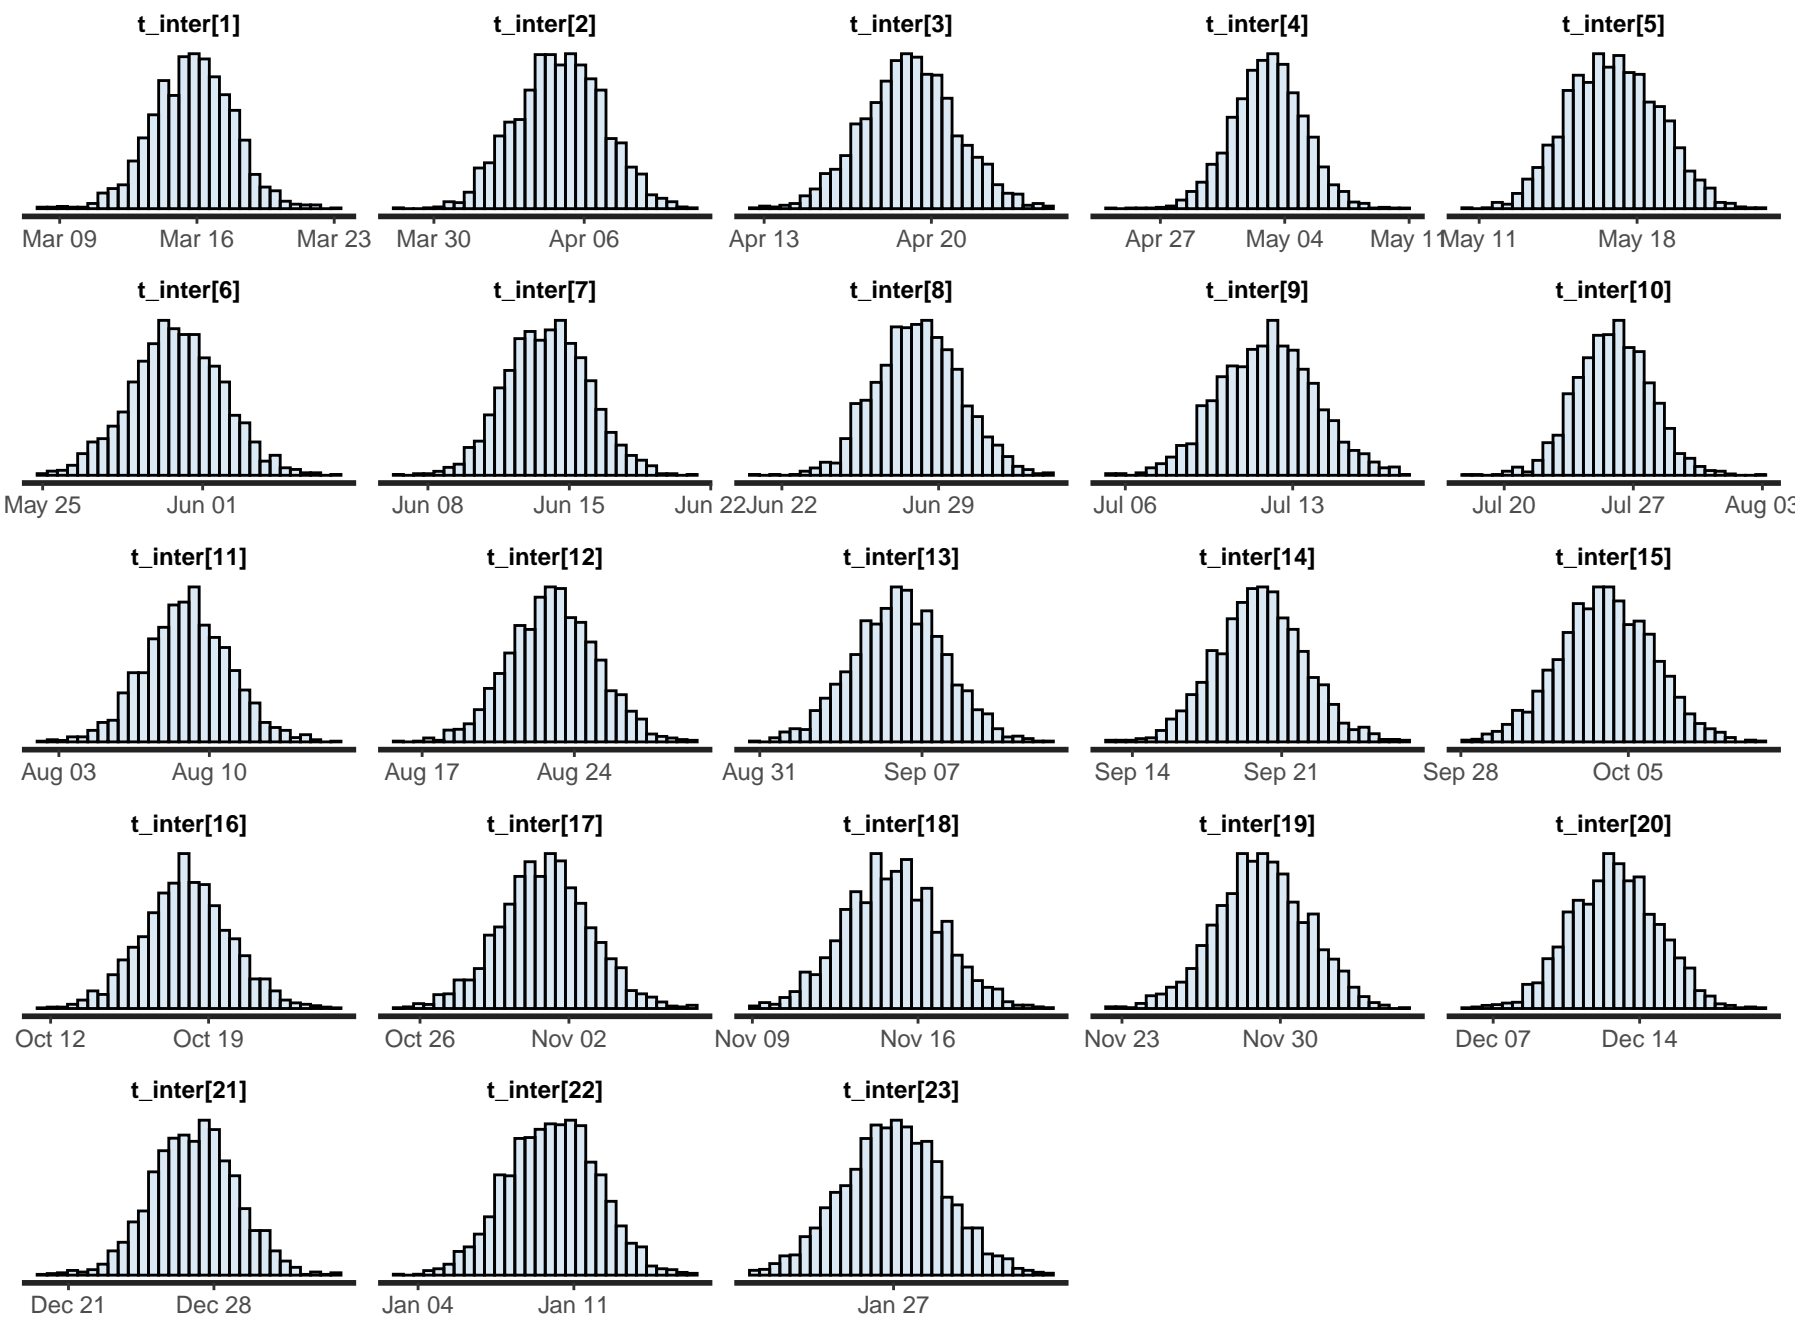 t_inter[1] t_inter[2] t_inter[3] t_inter[4] t_inter[5]
Mar 09 Mar 16 Mar 23 Mar 30 Apr 06 Apr 13 Apr 20 Apr 27 May 04 May 11 May 11 May 18
t_inter[6] t_inter[7] t_inter[8] t_inter[9] t_inter[10]
May 25 Jun 01 Jun 08 Jun 15 Jun 22 Jun 22 Jun 29 Jul 06 Jul 13 Jul 20 Jul 27 Aug 03
t_inter[11] t_inter[12] t_inter[13] t_inter[14] t_inter[15]
Aug 03 Aug 10 Aug 17 Aug 24 Aug 31 Sep 07 Sep 14 Sep 21 Sep 28 Oct 05
t_inter[16] t_inter[17] t_inter[18] t_inter[19] t_inter[20]
Oct 12 Oct 19 Oct 26 Nov 02 Nov 09 Nov 16 Nov 23 Nov 30 Dec 07 Dec 14
t_inter[21] t_inter[22] t_inter[23]
Dec 21 Dec 28 Jan 04 Jan 11 Jan 27